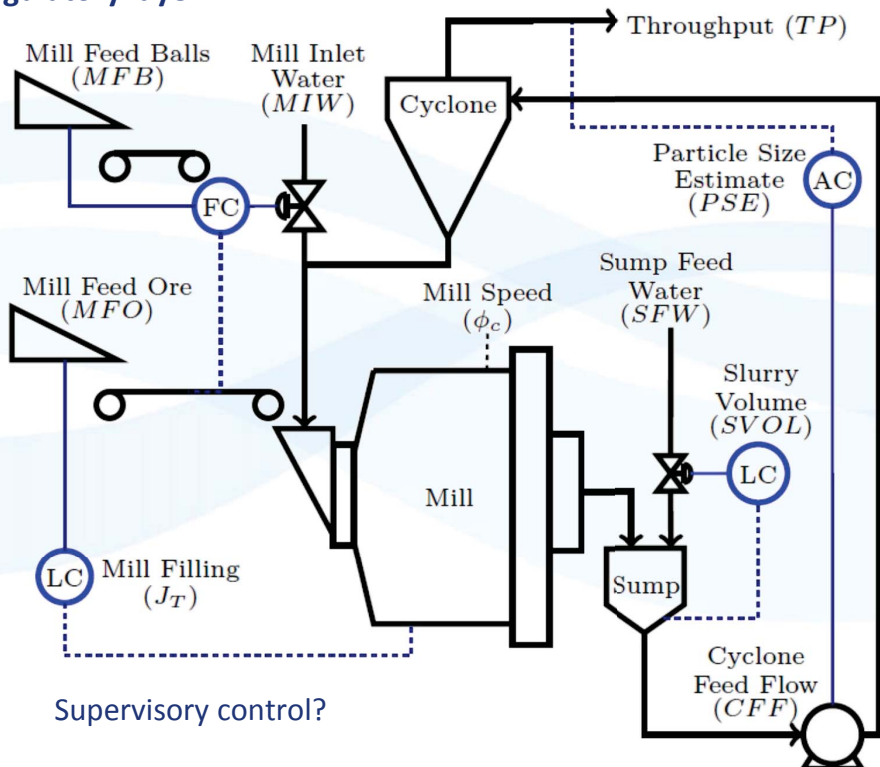 Throughput (TP)
Mill Feed Balls
(MFB)
Mill Inlet
Water
(MIW)
Cyclone
Particle Size
Estimate
(PSE)
AC
FC
Mill Feed Ore
(MFO)
Mill Speed
(ϕc)
Sump Feed
Water
(SFW)
Slurry
Volume
(SVOL)
LC
Mill
LC
Mill Filling
(JT)
Sump
Cyclone
Feed Flow
(CFF)
Supervisory control?